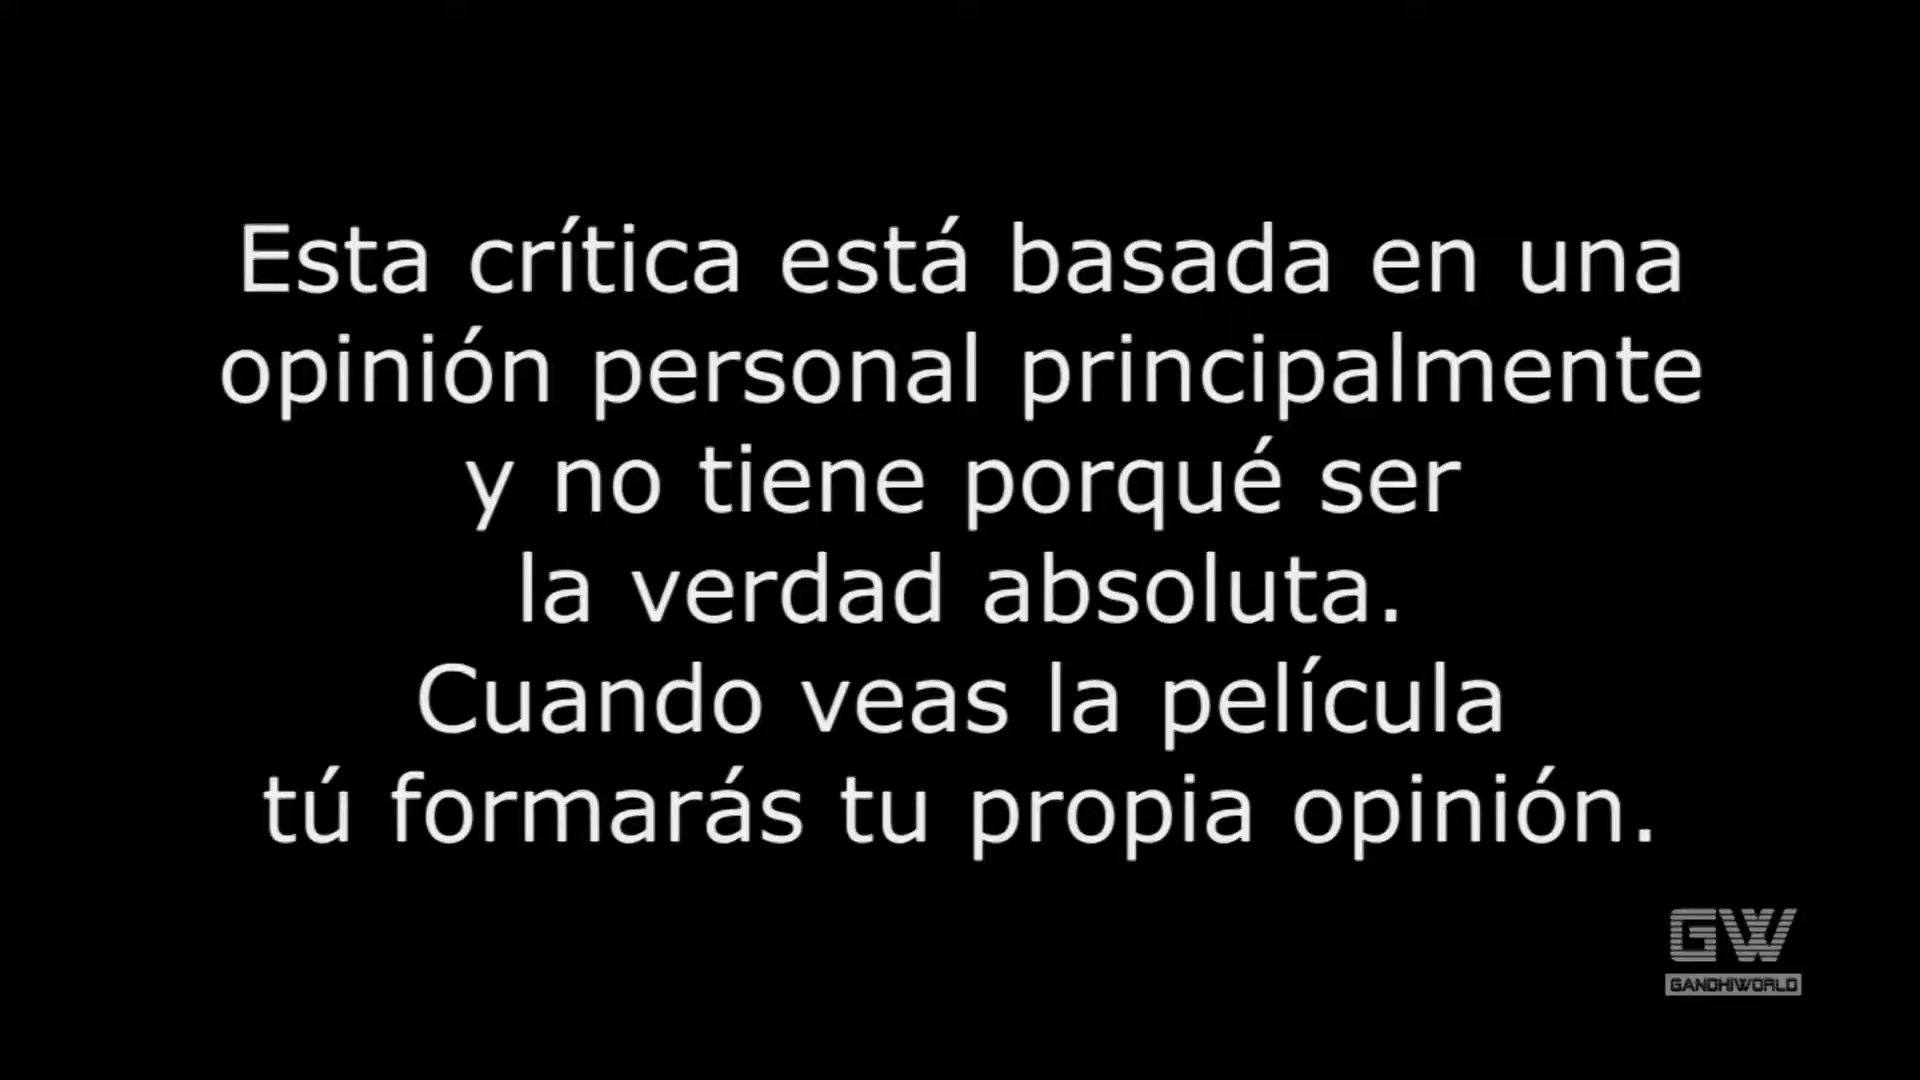 Esta crítica está basada en una
opinión personal principalmente
y no tiene porqué ser
la verdad absoluta.
Cuando veas la película
tú formarás tu propia opinión.
GW
GANDHIWORLD